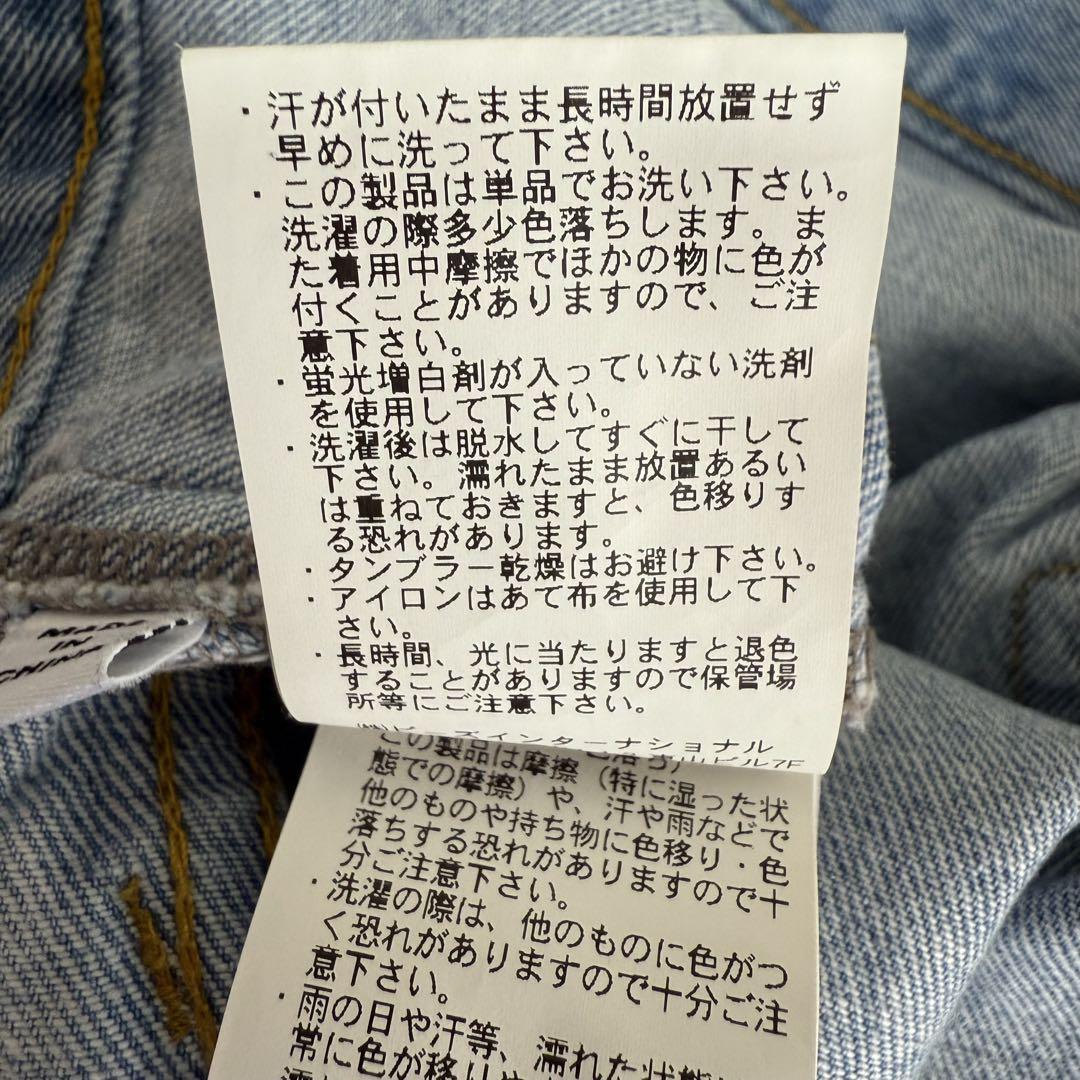 ・汗が付いたまま長時間放置せず
早めに洗って下さい。
・この製品は単品でお洗い下さい。
洗濯の際多少色落ちします。ま
た着用中摩擦でほかの物に色が
付くことがありますので、ご注
意下さい。
・蛍光増白剤が入っていない洗剤
を使用して下さい。
・洗濯後は脱水してすぐに干して
下さい。濡れたまま放置あるい
は重ねておきますと、色移りす
る恐れがあります。
・タンブラー乾燥はお避け下さい。
・アイロンはあて布を使用して下
さい。
・長時間、光に当たりますと退色
することがありますので保管場
所等にご注意下さい。
ズインターナショナル
ビル7F
MADE
IN
CHINA
この製品は摩擦（特に湿った状
態での摩擦）や、汗や雨などで
他のものや持ち物に色移り・色
落ちする恐れがありますので十
分ご注意下さい。
・洗濯の際は、他のものに色がつ
く恐れがありますので十分ご注
意下さい。
・雨の日や汗等、濡れた状態
常に色が移り